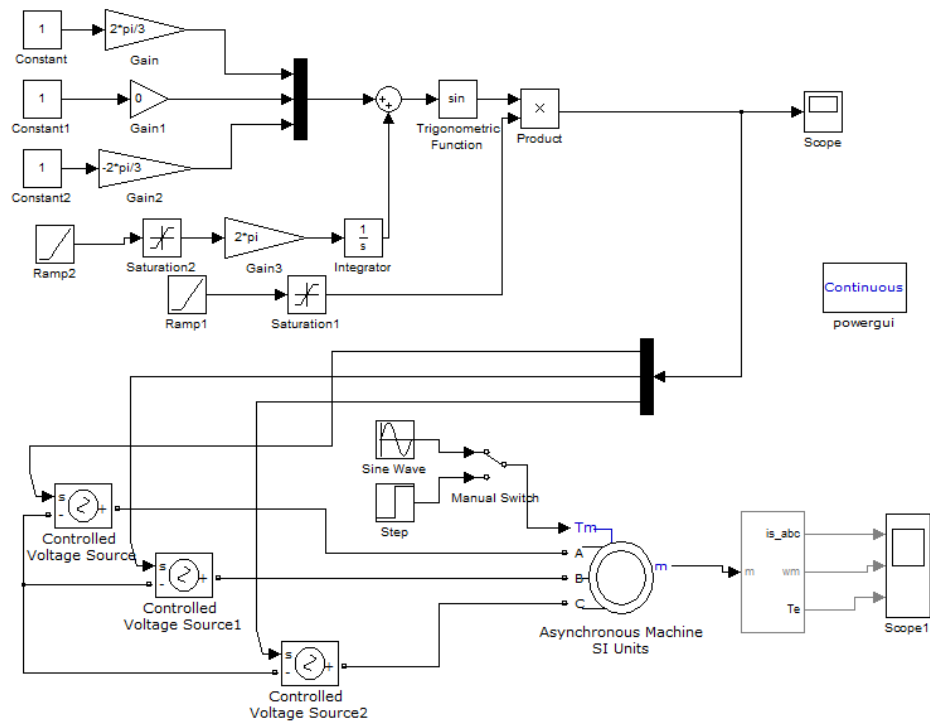 1
Constant
2*pi/3
Gain
1
Constant1
0
Gain1
1
Constant2
-2*pi/3
Gain2
+
+
sin
Trigonometric
Function
×
Product
Scope
Ramp2
Saturation2
2*pi
Gain3
1
s
Integrator
Ramp1
Saturation1
Continuous
powergui
Sine Wave
Step
Manual Switch
s
-
+
Controlled
Voltage Source
s
-
+
Controlled
Voltage Source1
s
-
+
Controlled
Voltage Source2
Tm
A
B
C
m
Asynchronous Machine
SI Units
m
is_abc
wm
Te
Scope1